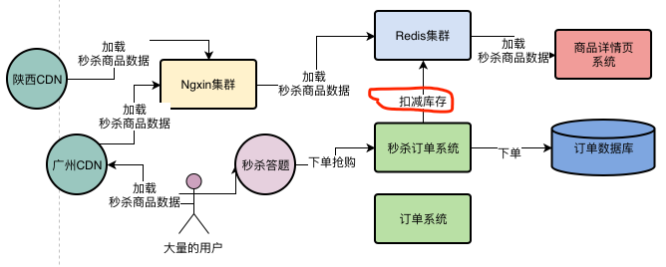 加载
秒杀商品数据
陕西CDN
Ngxin集群
加载
秒杀商品数据
Redis集群
加载
秒杀商品数据
商品详情页
系统
加载
秒杀商品数据
扣减库存
广州CDN
秒杀答题
下单抢购
秒杀订单系统
下单
订单数据库
加载
秒杀商品数据
大量的用户
订单系统